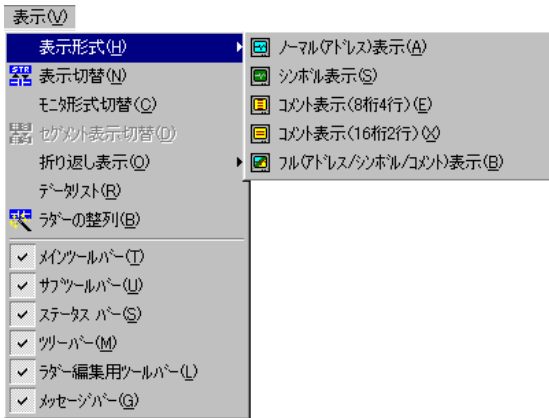 表示(V)
表示形式(H)
STR
表示切替(N)
ﾓﾆﾀ形式切替(C)
ｾｸﾞﾒﾝﾄ表示切替(D)
折り返し表示(O)
ﾃﾞｰﾀﾘｽﾄ(R)
ﾗﾀﾞｰの整列(B)
ﾒｲﾝﾂｰﾙﾊﾞｰ(T)
ｻﾌﾞﾂｰﾙﾊﾞｰ(U)
ｽﾃｰﾀｽ ﾊﾞｰ(S)
ﾂﾘｰﾊﾞｰ(M)
ﾗﾀﾞｰ編集用ﾂｰﾙﾊﾞｰ(L)
ﾒｯｾｰｼﾞﾊﾞｰ(G)
ﾉｰﾏﾙ(ｱﾄﾞﾚｽ)表示(A)
ｼﾝﾎﾞﾙ表示(S)
ｺﾒﾝﾄ表示(8桁4行)(E)
ｺﾒﾝﾄ表示(16桁2行)(X)
ﾌﾙ(ｱﾄﾞﾚｽ/ｼﾝﾎﾞﾙ/ｺﾒﾝﾄ)表示(B)